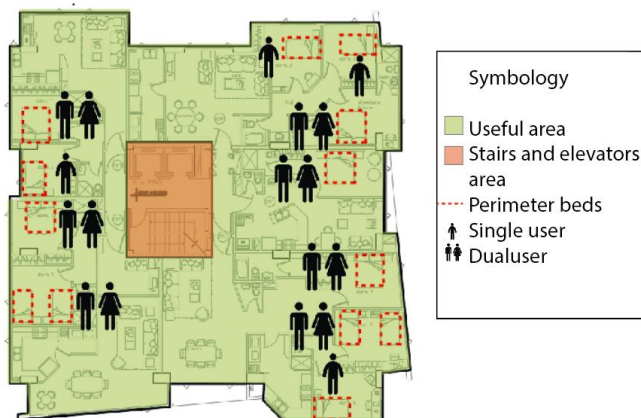 Symbology
Useful area
Stairs and elevators
area
Perimeter beds
Single user
Dualuser